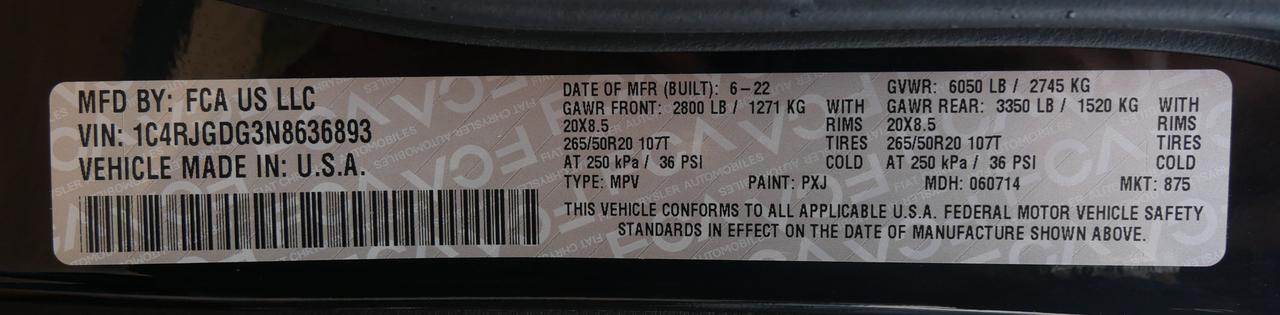 MFD BY: FCA US LLC
VIN: 1C4RJGDG3N8636893
VEHICLE MADE IN: U.S.A.
DATE OF MFR (BUILT): 6-22 GVWR: 6050 LB / 2745 KG
GAWR FRONT: 2800 LB / 1271 KG WITH GAWR REAR: 3350 LB / 1520 KG WITH
20X8.5 RIMS 20X8.5 RIMS
265/50R20 107T TIRES 265/50R20 107T TIRES
AT 250 kPa / 36 PSI COLD AT 250 kPa / 36 PSI COLD
TYPE: MPV PAINT: PXJ MDH: 060714 MKT: 875
THIS VEHICLE CONFORMS TO ALL APPLICABLE U.S.A. FEDERAL MOTOR VEHICLE SAFETY
STANDARDS IN EFFECT ON THE DATE OF MANUFACTURE SHOWN ABOVE.